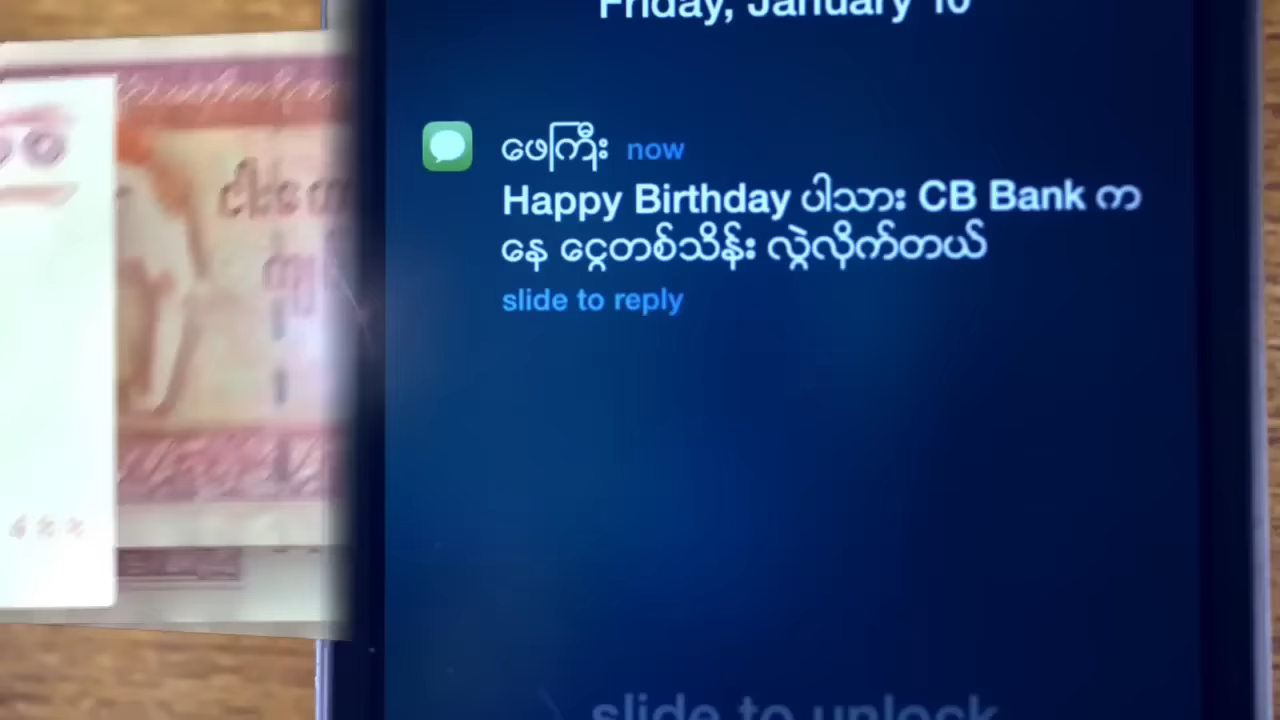 Friday, January 10
ဖေကြီး now
Happy Birthday ပါသား CB Bank က
နေ ငွေတစ်သိန်း လွှဲလိုက်တယ်
slide to reply
slide to unlock